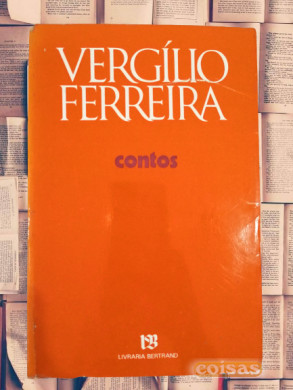 VERGÍLIO
FERREIRA
contos
LIVRARIA BERTRAND
coisas